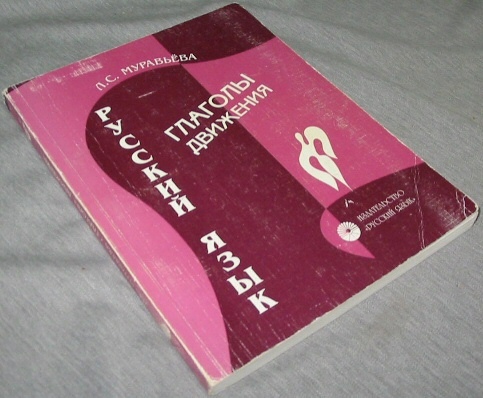 Л.С. МУРАВЬЁВА
РУССКИЙ ЯЗЫК
ГЛАГОЛЫ
ДВИЖЕНИЯ
ИЗДАТЕЛЬСТВО
«РУССКИЙ ЯЗЫК»